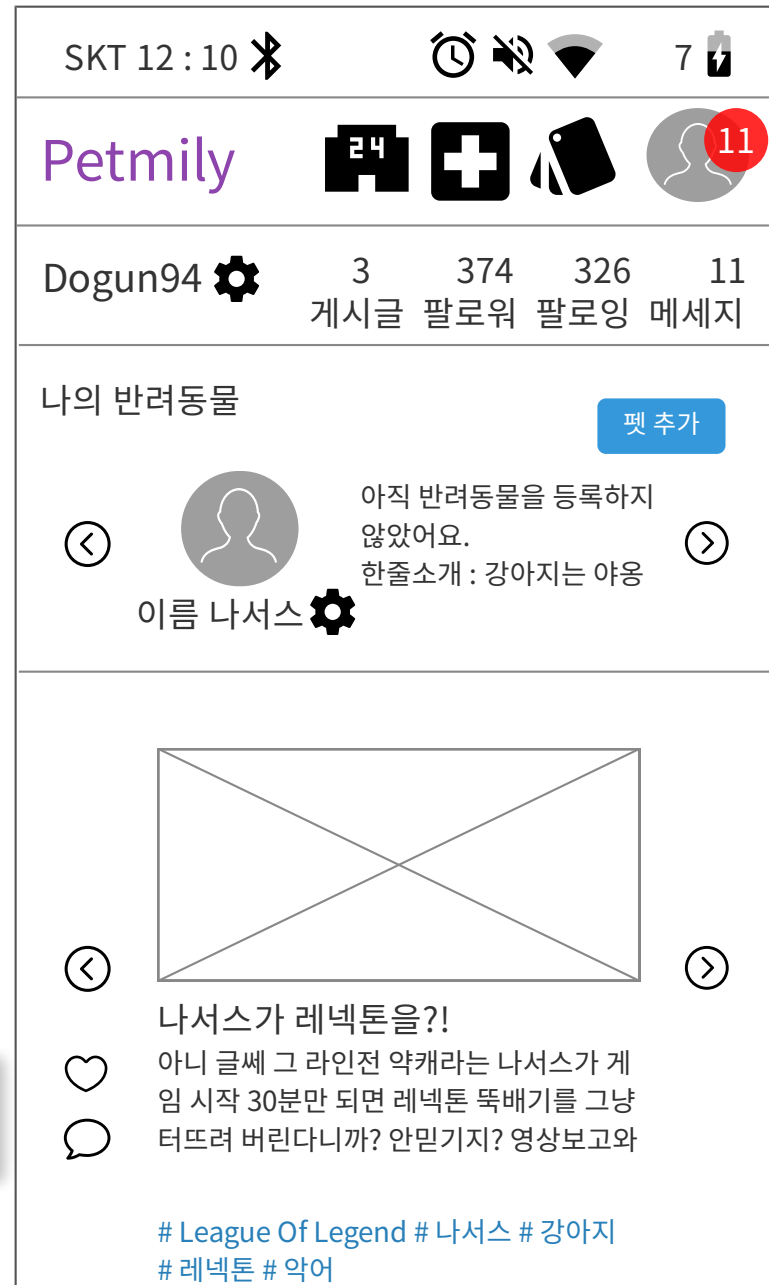 SKT 12 : 10 7
Petmily 24 11
Dogun94 3 374 326 11
게시글 팔로워 팔로잉 메세지
나의 반려동물
펫 추가
아직 반려동물을 등록하지
않았어요.
한줄소개 : 강아지는 야옹
이름 나서스
나서스가 레넥톤을?!
아니 글쎄 그 라인전 약캐라는 나서스가 게
임 시작 30분만 되면 레넥톤 뚝배기를 그냥
터뜨려 버린다니까? 안믿기지? 영상보고와
# League Of Legend # 나서스 # 강아지
# 레넥톤 # 악어